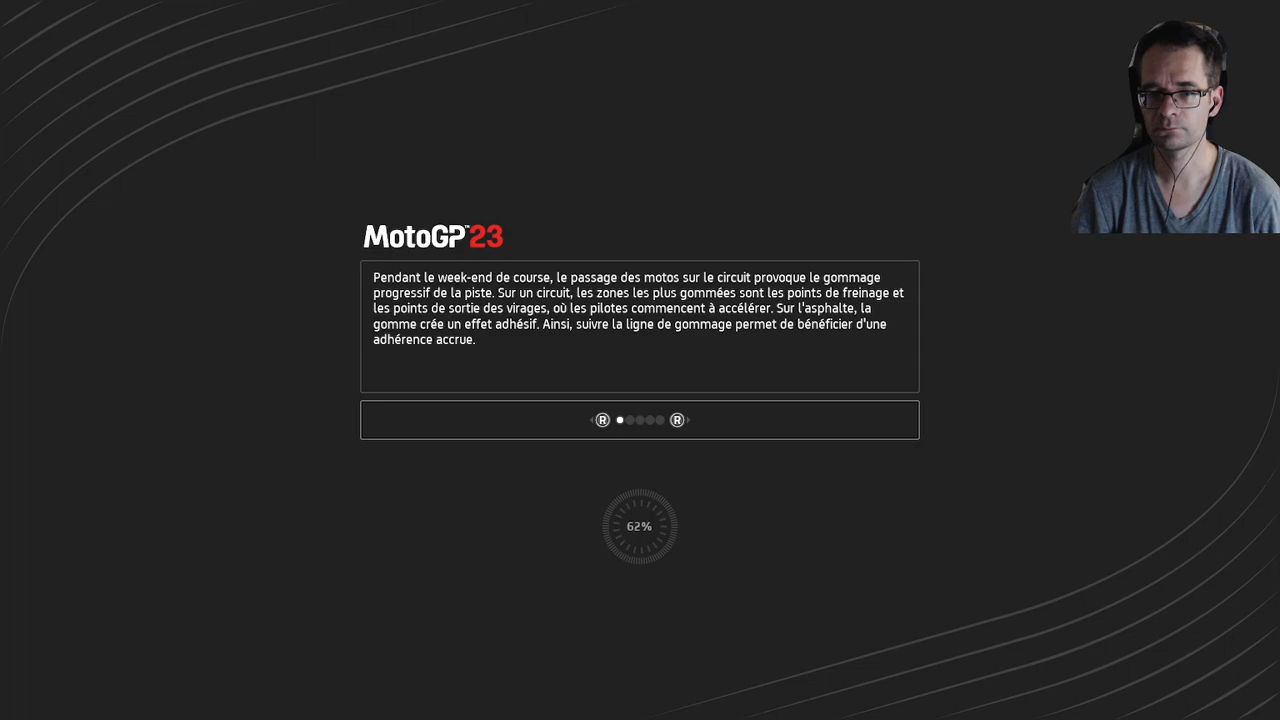 MotoGP™23
Pendant le week-end de course, le passage des motos sur le circuit provoque le gommage
progressif de la piste. Sur un circuit, les zones les plus gommées sont les points de freinage et
les points de sortie des virages, où les pilotes commencent à accélérer. Sur l'asphalte, la
gomme crée un effet adhésif. Ainsi, suivre la ligne de gommage permet de bénéficier d'une
adhérence accrue.
R R
62%